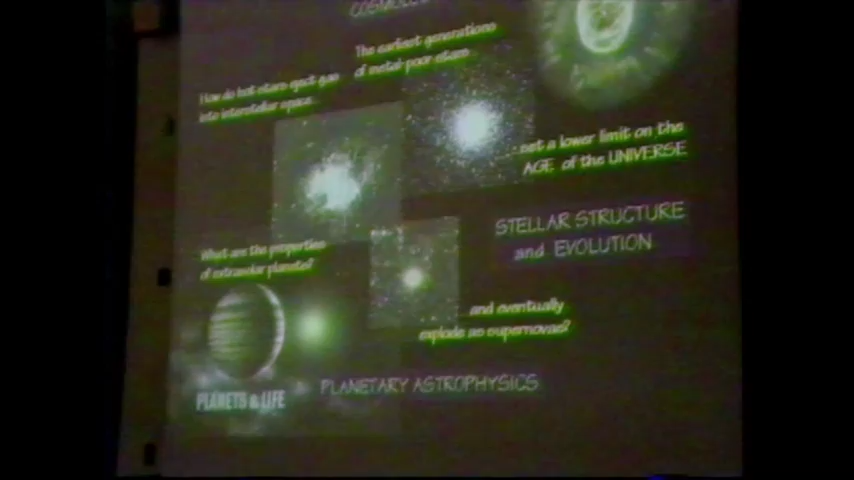 COSMOLOGY
The earliest generations
of metal-poor stars
How do hot stars eject gas
into interstellar space
...set a lower limit on the
AGE of the UNIVERSE
STELLAR STRUCTURE
and EVOLUTION
What are the properties
of extrasolar planets?
and eventually
explode as supernovae?
PLANETARY ASTROPHYSICS
PLANETS & LIFE